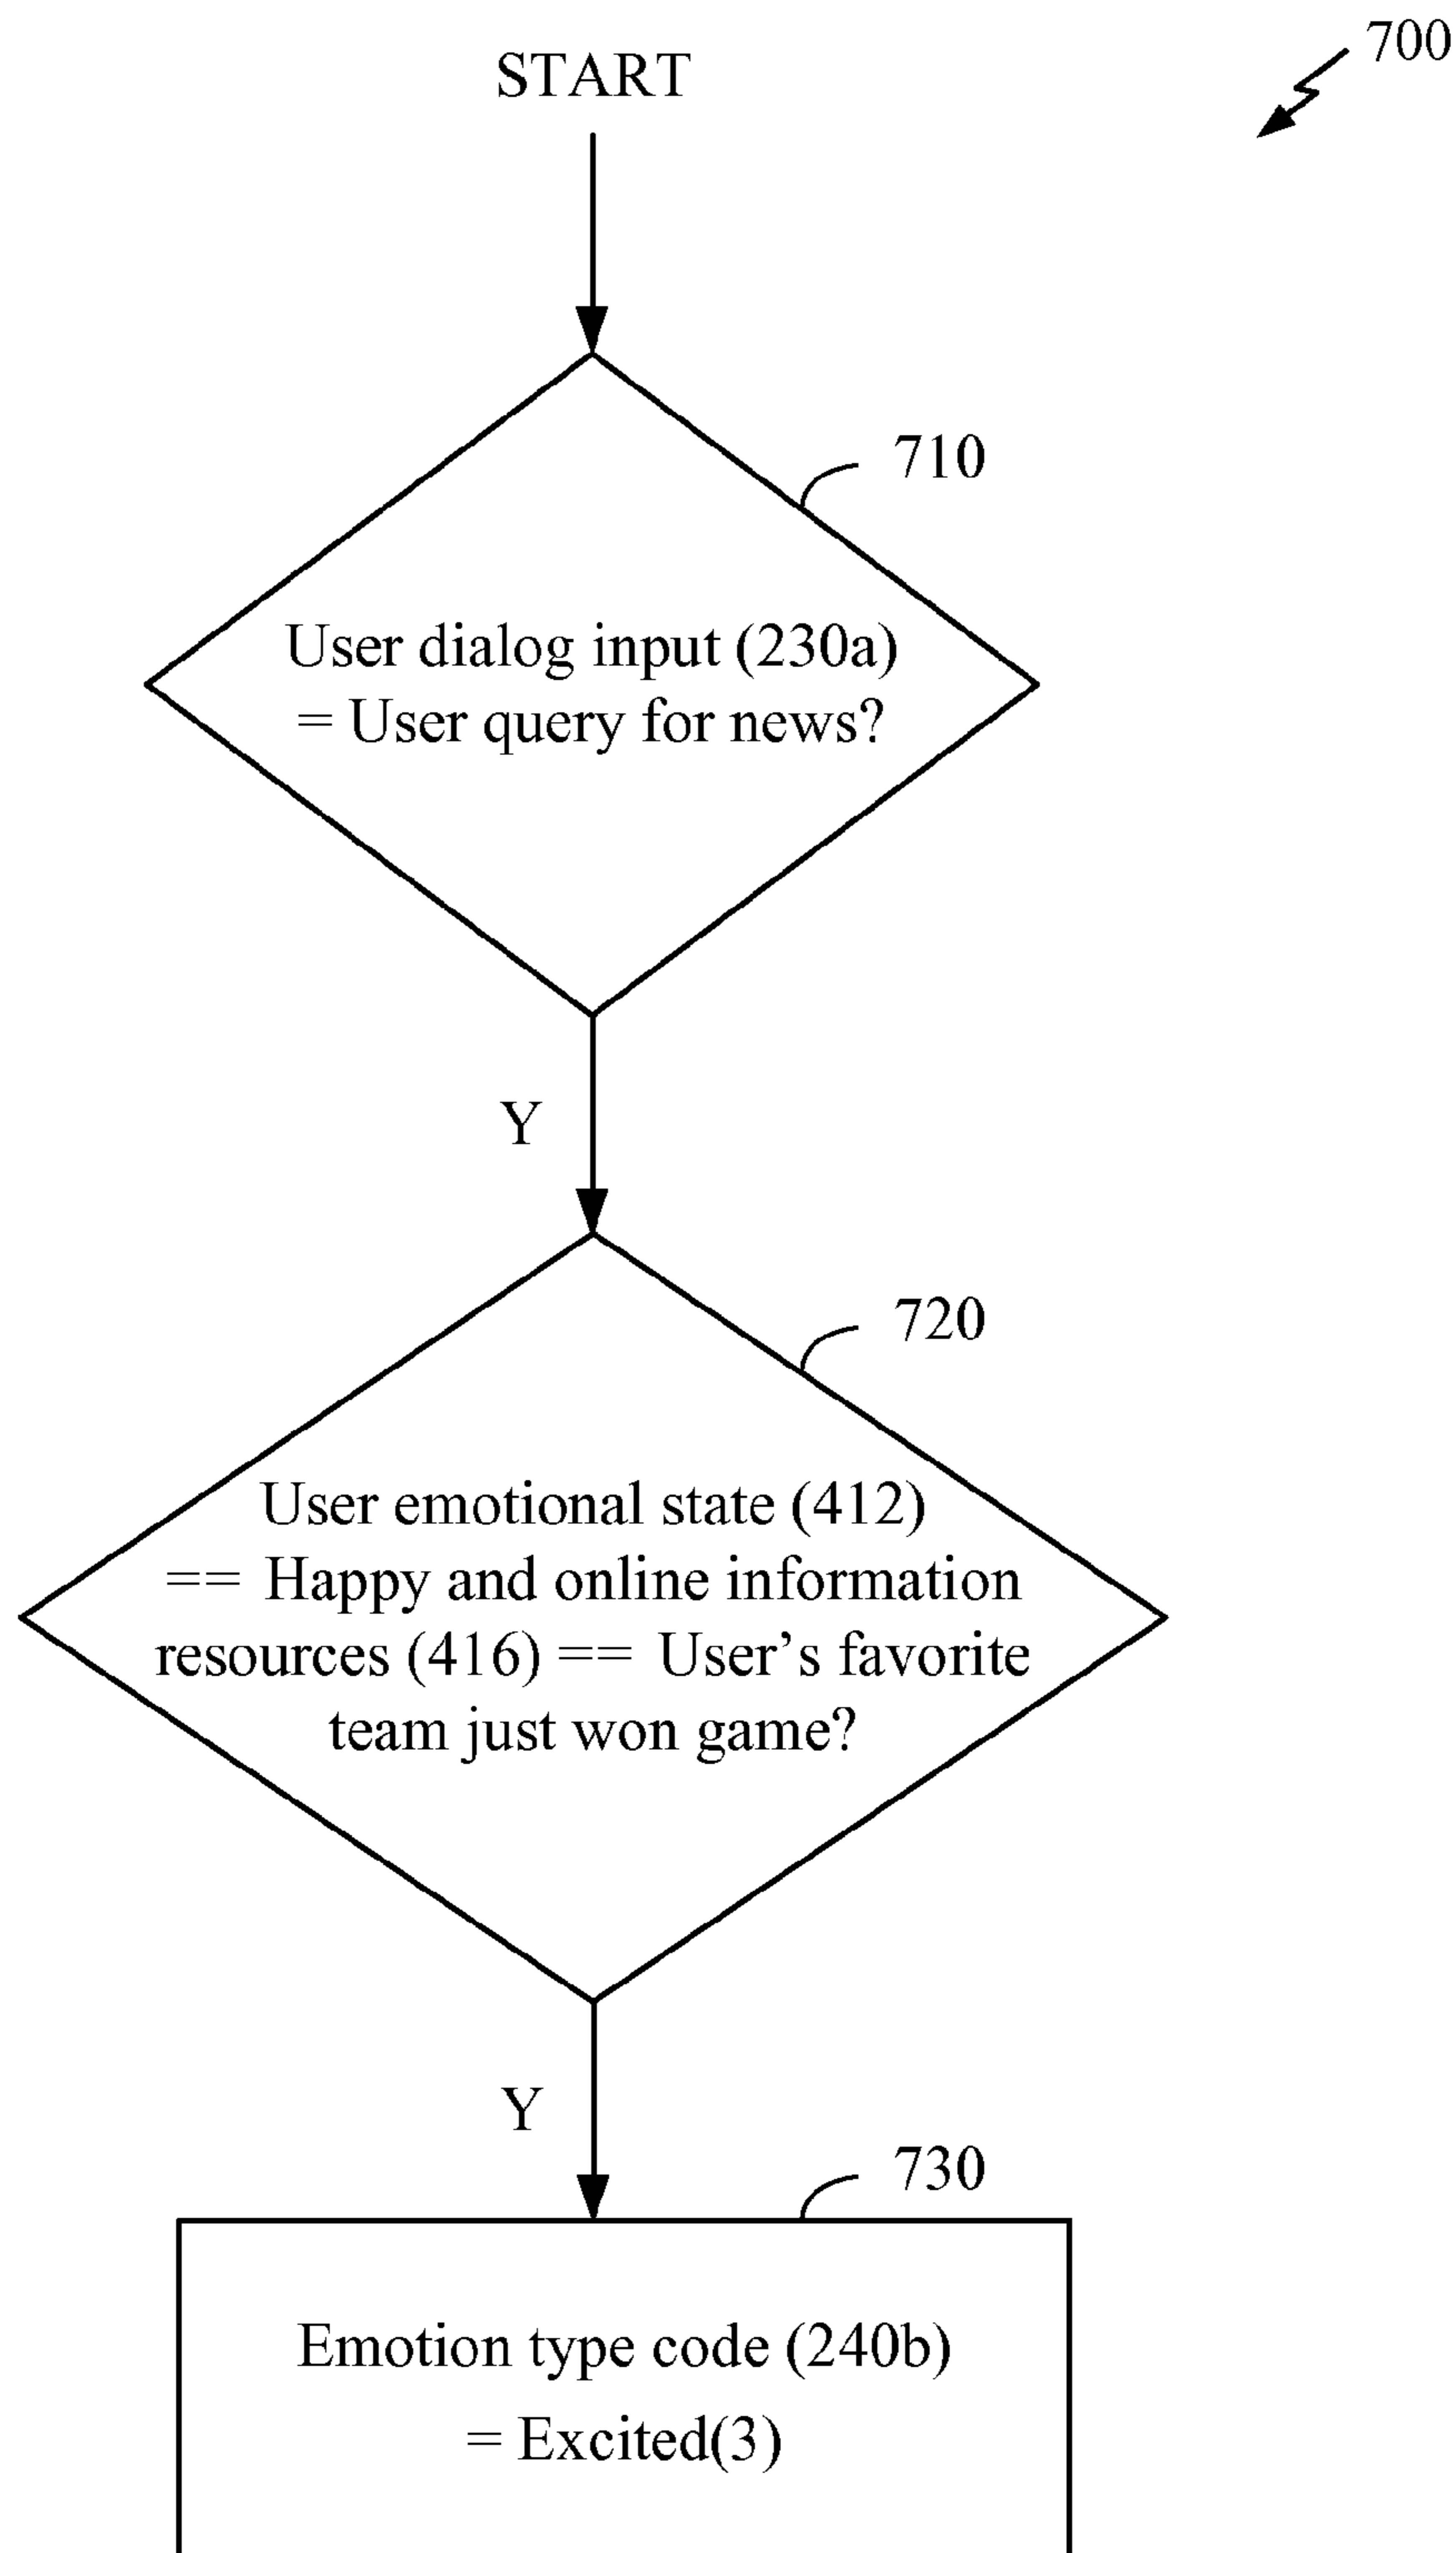 700
START
710
User dialog input (230a)
= User query for news?
Y
720
User emotional state (412)
== Happy and online information
resources (416) == User’s favorite
team just won game?
Y
730
Emotion type code (240b)
= Excited(3)